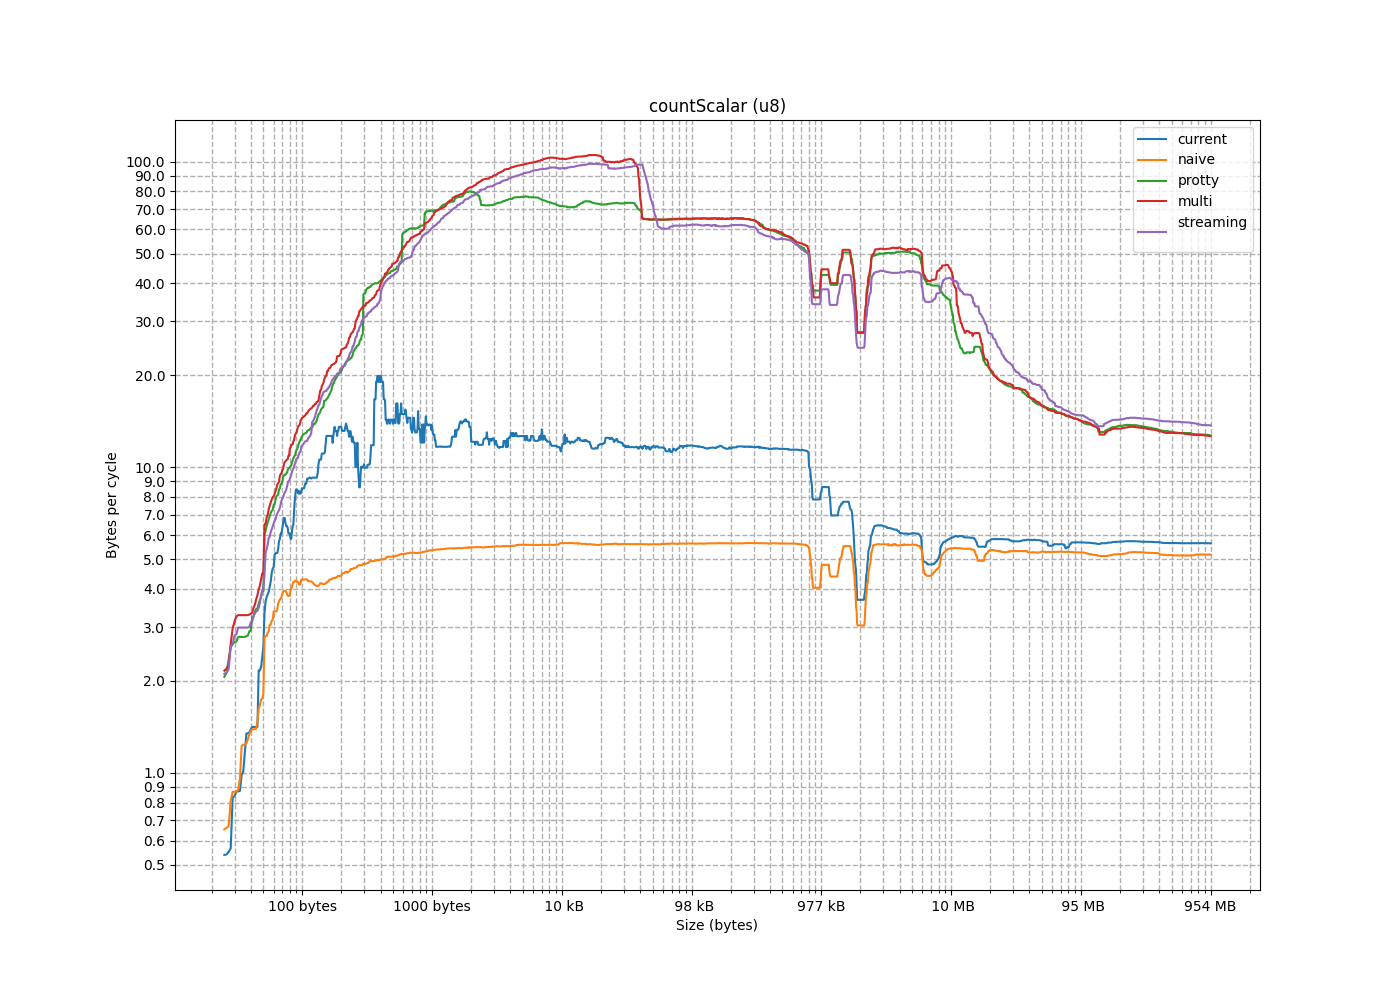 countScalar (u8)
current
naive
protty
multi
streaming
100.0
90.0
80.0
70.0
60.0
50.0
40.0
30.0
20.0
10.0
9.0
8.0
7.0
6.0
5.0
4.0
3.0
2.0
1.0
0.9
0.8
0.7
0.6
0.5
Bytes per cycle
100 bytes 1000 bytes 10 kB 98 kB 977 kB 10 MB 95 MB 954 MB
Size (bytes)